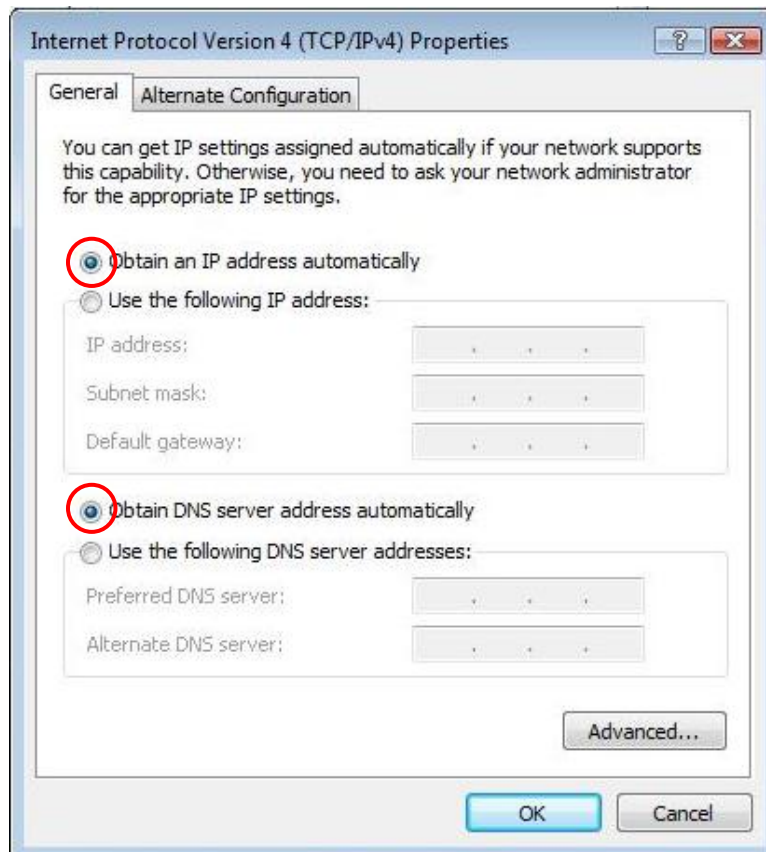 Internet Protocol Version 4 (TCP/IPv4) Properties
General
Alternate Configuration
You can get IP settings assigned automatically if your network supports
this capability. Otherwise, you need to ask your network administrator
for the appropriate IP settings.
Obtain an IP address automatically
Use the following IP address:
IP address:
Subnet mask:
Default gateway:
Obtain DNS server address automatically
Use the following DNS server addresses:
Preferred DNS server:
Alternate DNS server:
Advanced...
OK
Cancel